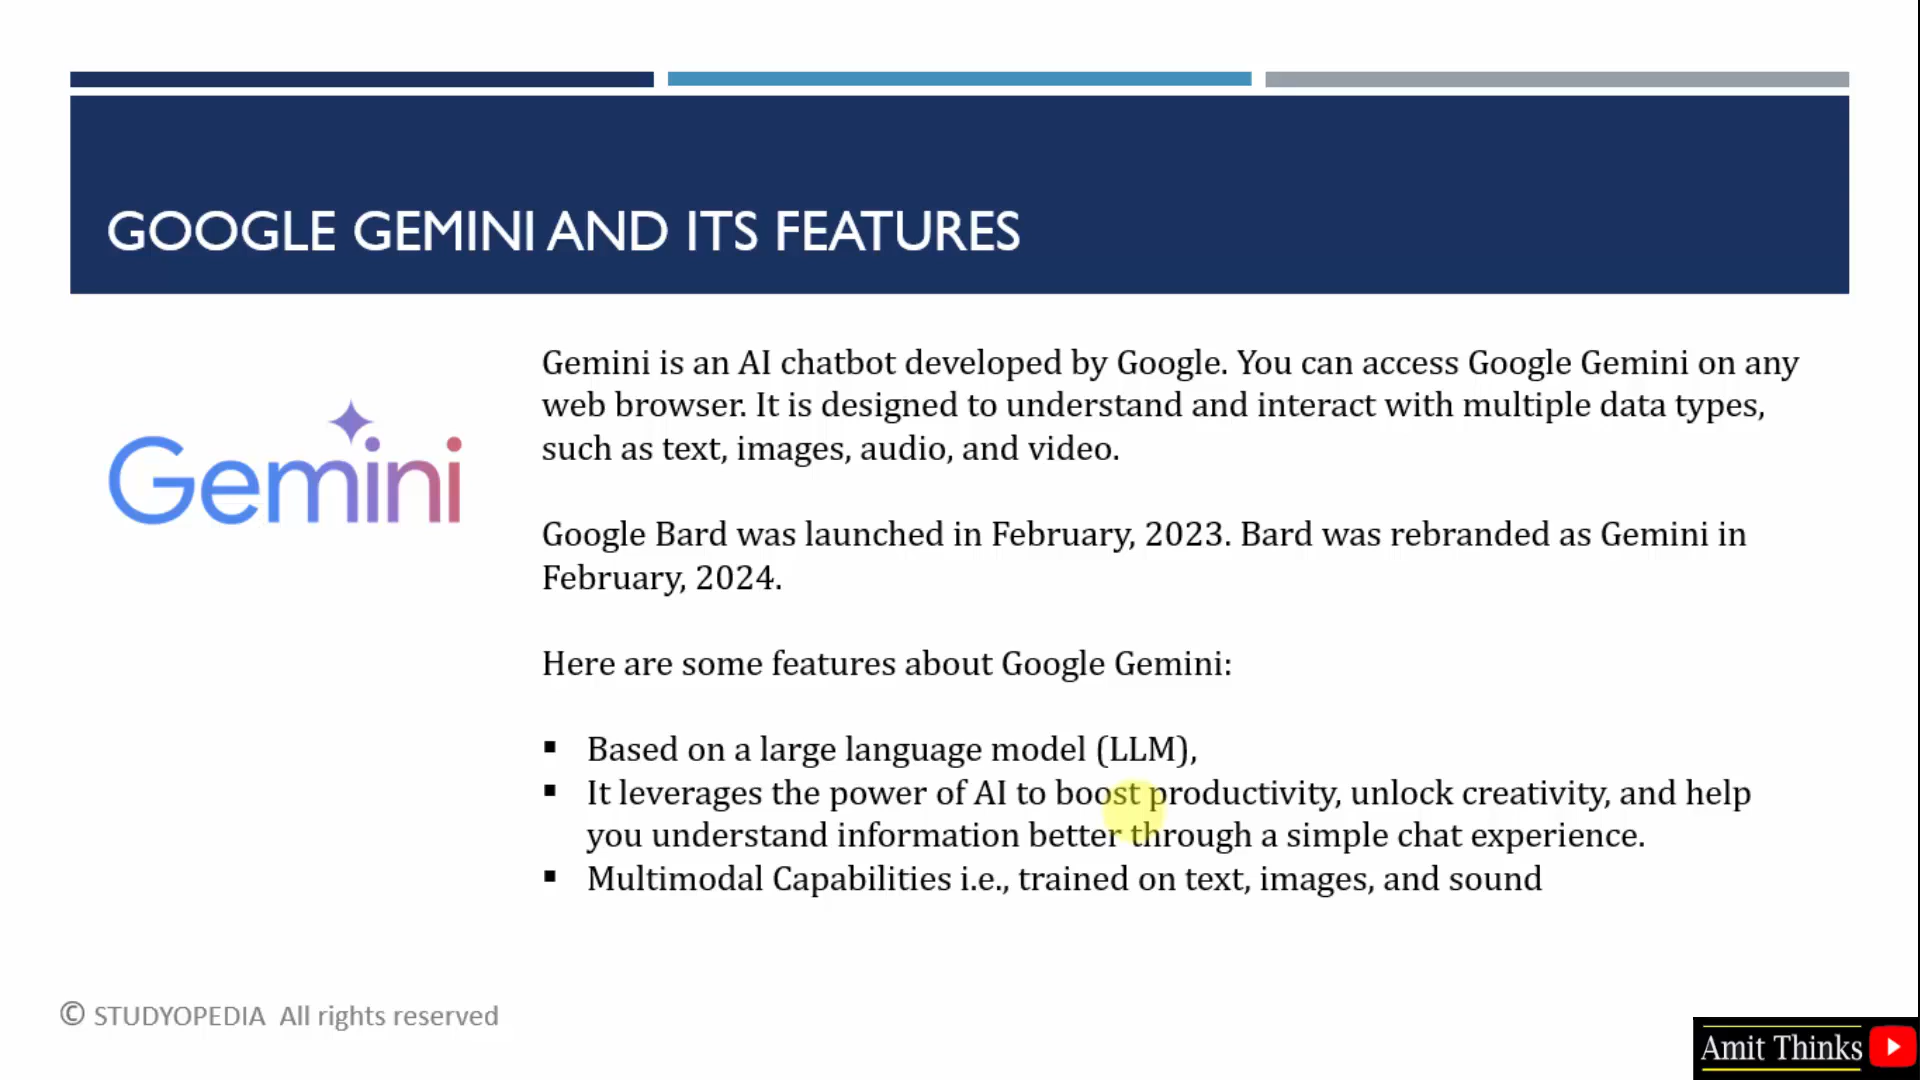 GOOGLE GEMINI AND ITS FEATURES
Gemini
Gemini is an AI chatbot developed by Google. You can access Google Gemini on any
web browser. It is designed to understand and interact with multiple data types,
such as text, images, audio, and video.
Google Bard was launched in February, 2023. Bard was rebranded as Gemini in
February, 2024.
Here are some features about Google Gemini:
▪ Based on a large language model (LLM),
▪ It leverages the power of AI to boost productivity, unlock creativity, and help
you understand information better through a simple chat experience.
▪ Multimodal Capabilities i.e., trained on text, images, and sound
© STUDYOPEDIA All rights reserved
Amit Thinks